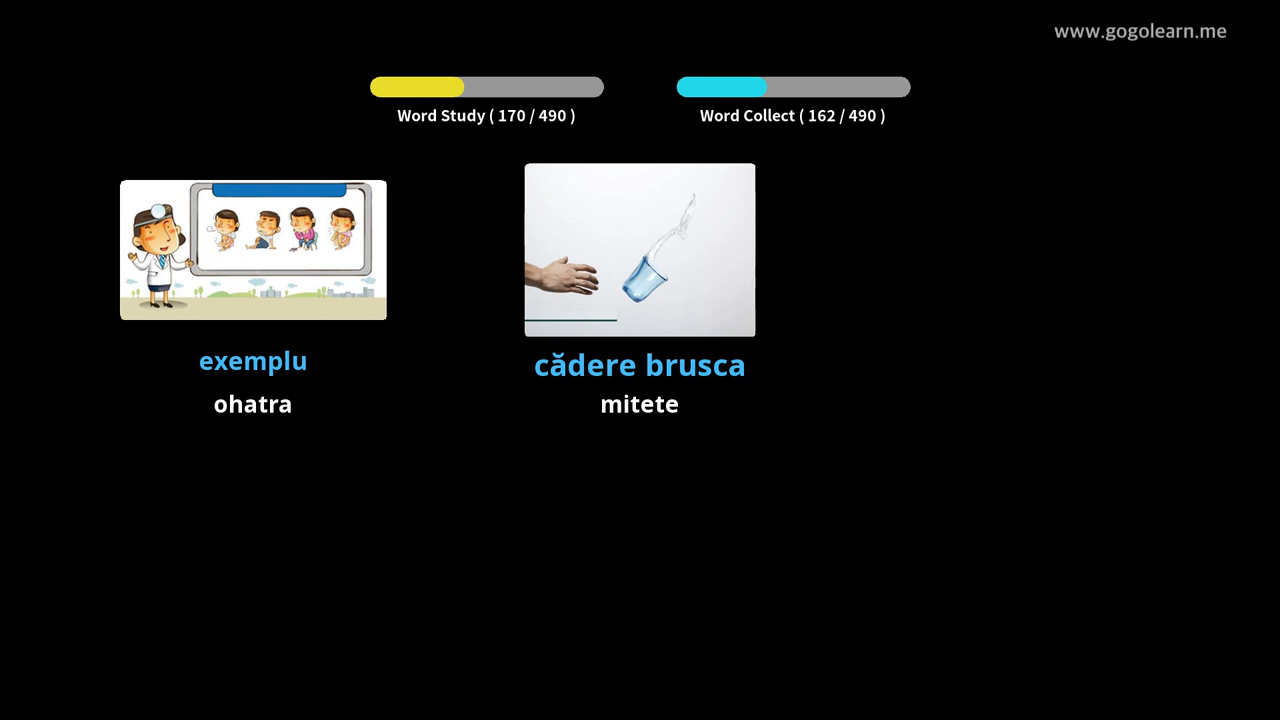 www.gogolearn.me
Word Study ( 170 / 490 )
Word Collect ( 162 / 490 )
exemplu
ohatra
cădere brusca
mitete